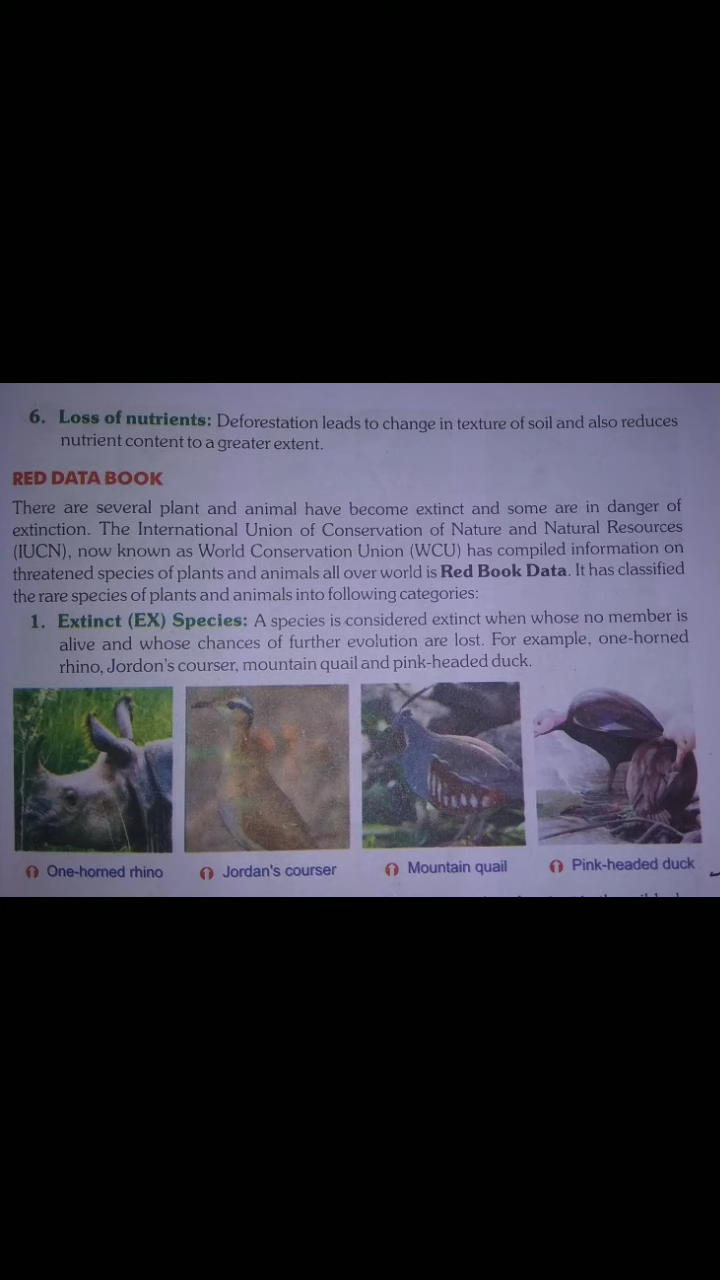 6. Loss of nutrients: Deforestation leads to change in texture of soil and also reduces
nutrient content to a greater extent.
RED DATA BOOK
There are several plant and animal have become extinct and some are in danger of
extinction. The International Union of Conservation of Nature and Natural Resources
(IUCN), now known as World Conservation Union (WCU) has compiled information on
threatened species of plants and animals all over world is Red Book Data. It has classified
the rare species of plants and animals into following categories:
1. Extinct (EX) Species: A species is considered extinct when whose no member is
alive and whose chances of further evolution are lost. For example, one-horned
rhino, Jordon's courser, mountain quail and pink-headed duck.
One-horned rhino
Jordan's courser
Mountain quail
Pink-headed duck